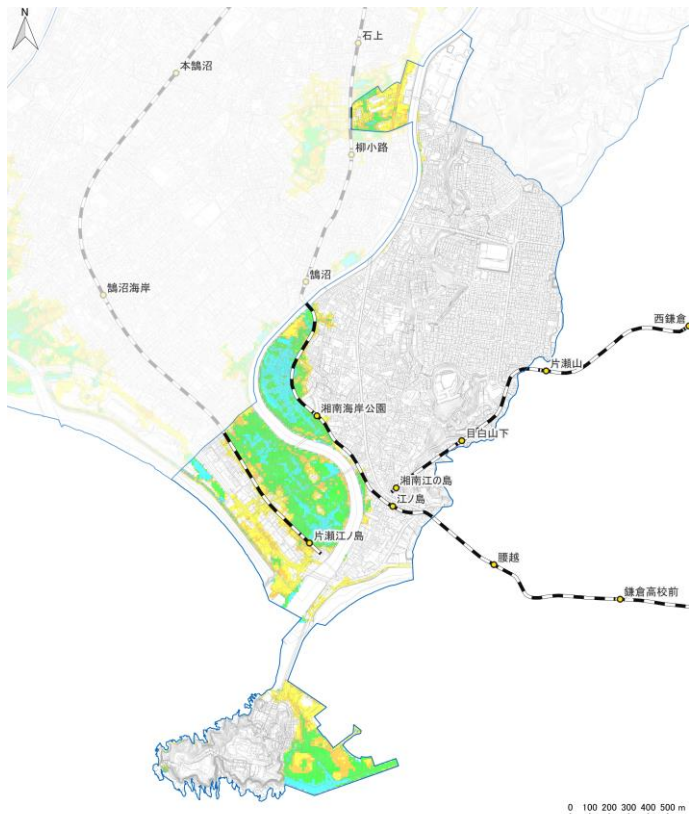 N
石上
本鵠沼
柳小路
鵠沼
鵠沼海岸
西鎌倉
片瀬山
湘南海岸公園
目白山下
湘南江の島
江ノ島
片瀬江ノ島
腰越
鎌倉高校前
0 100 200 300 400 500 m